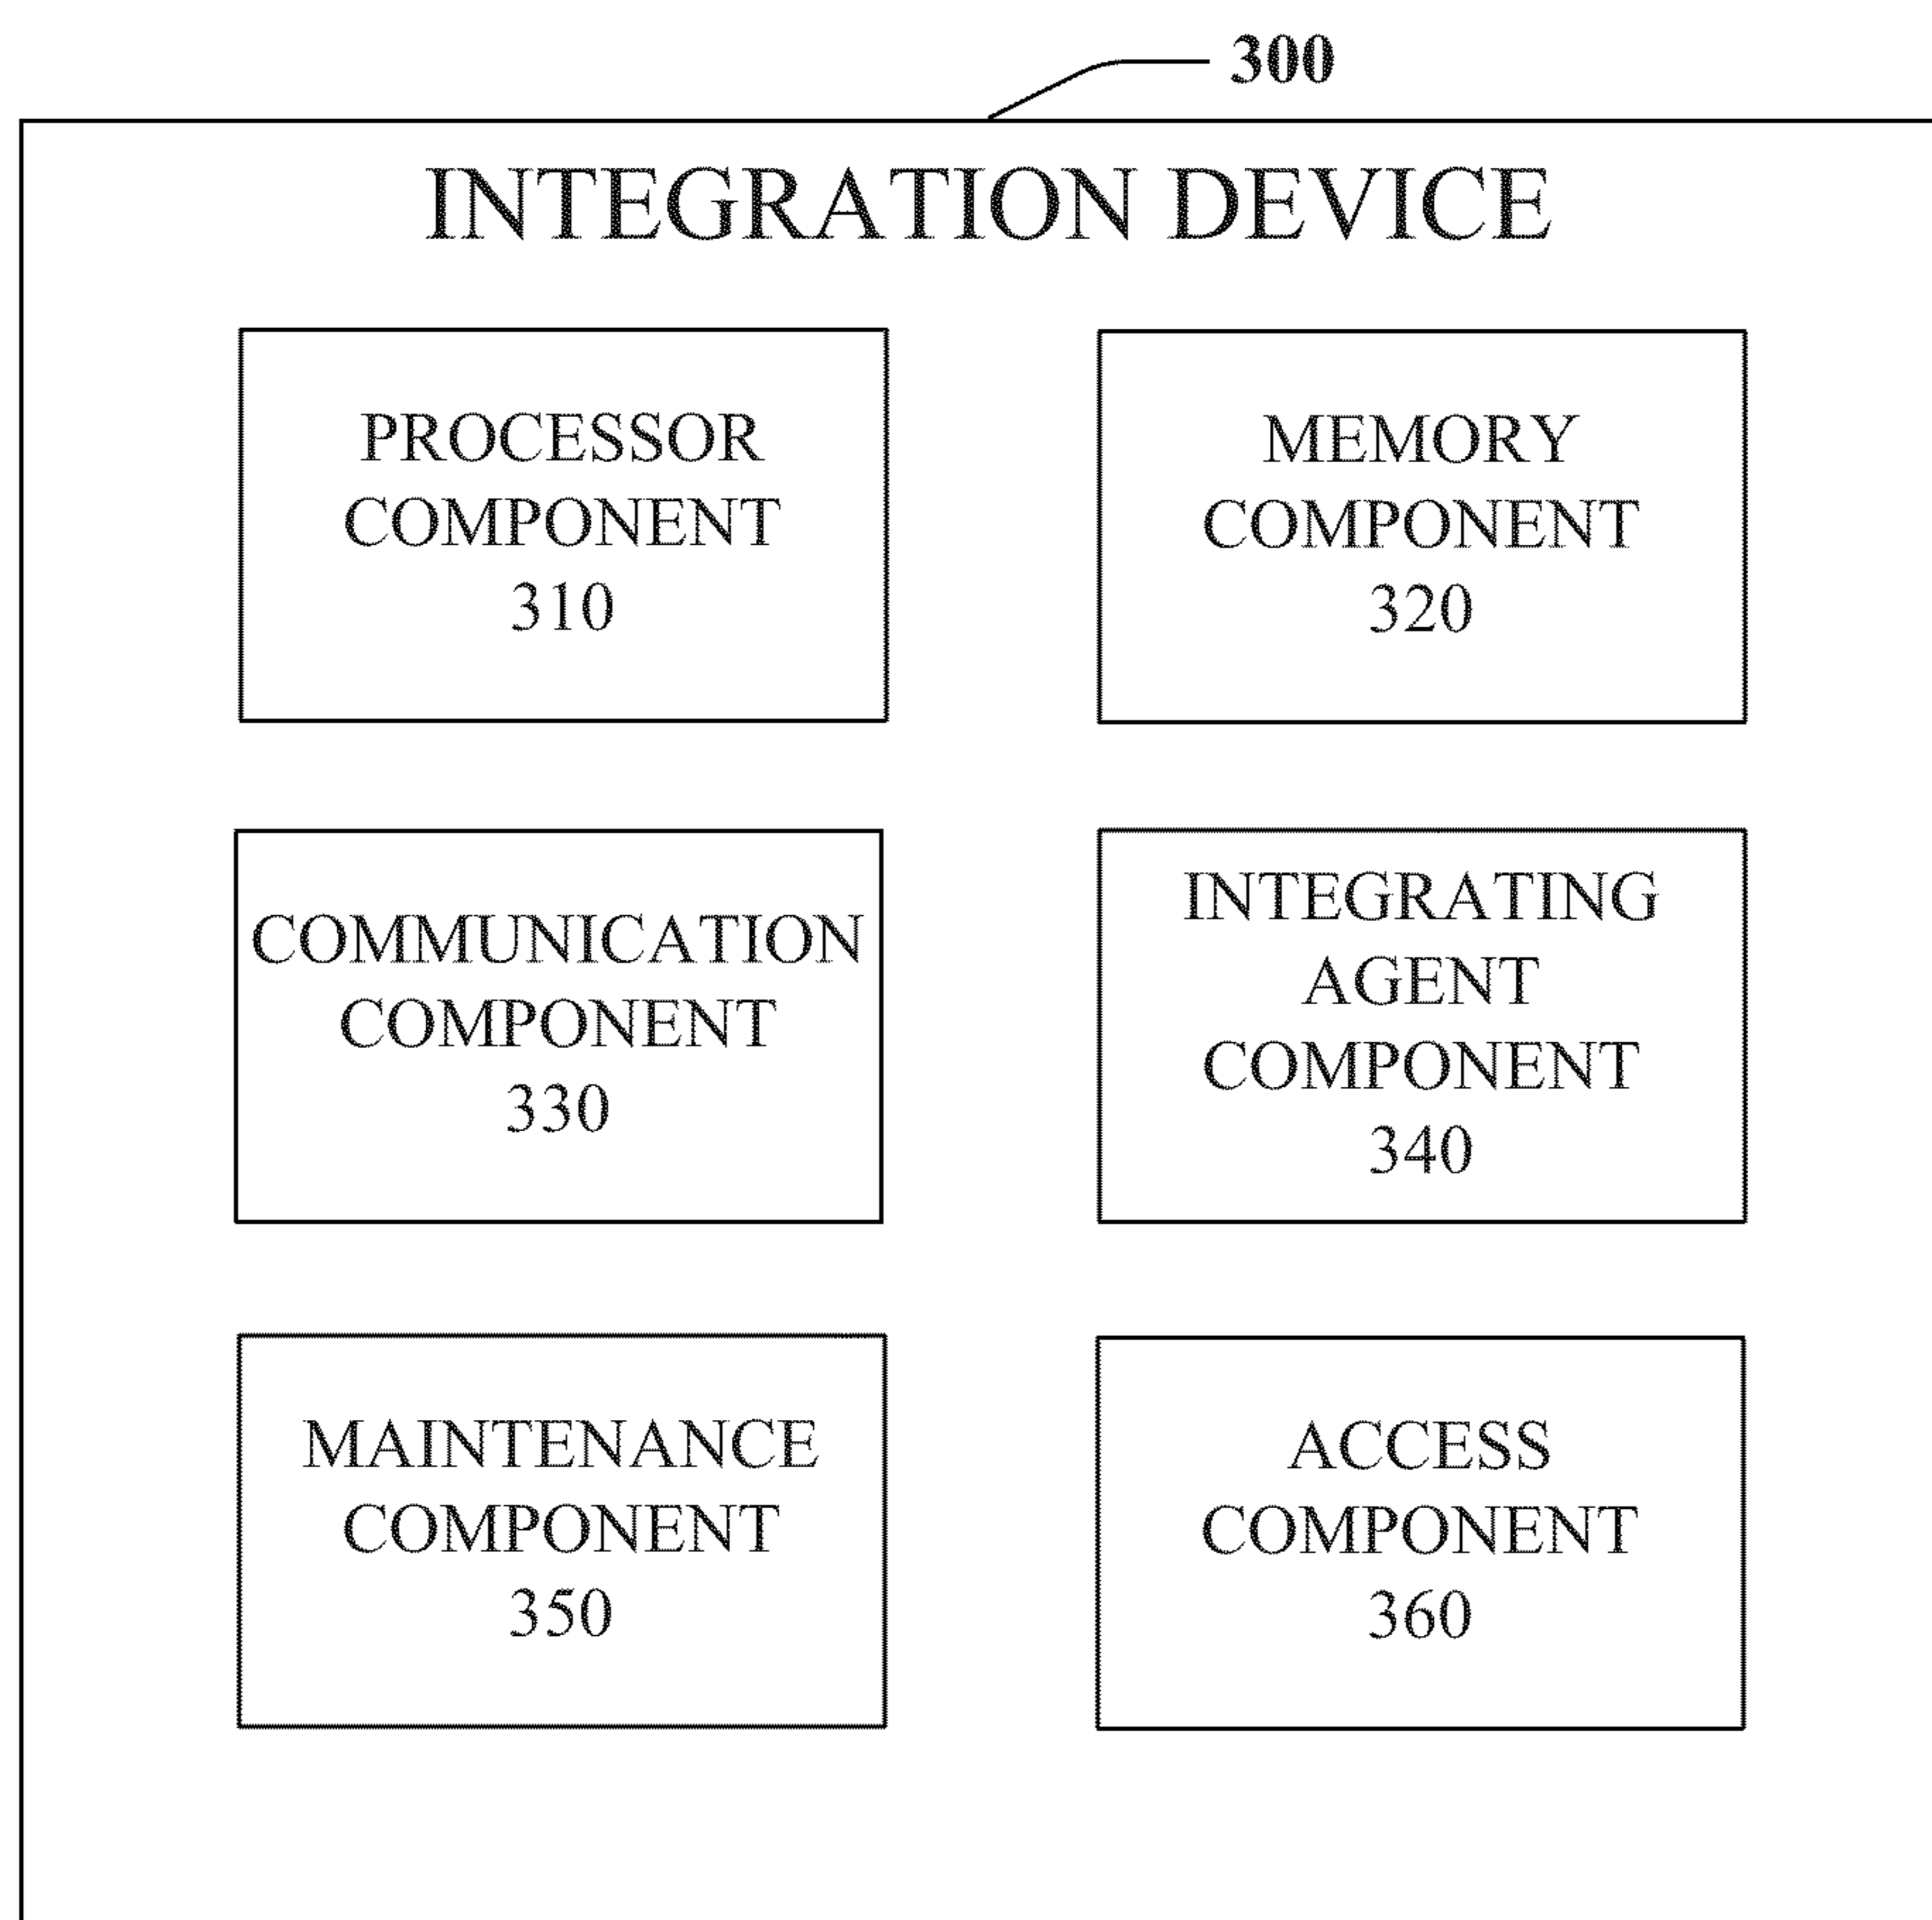 300
INTEGRATION DEVICE
PROCESSOR
COMPONENT
310
MEMORY
COMPONENT
320
COMMUNICATION
COMPONENT
330
INTEGRATING
AGENT
COMPONENT
340
MAINTENANCE
COMPONENT
350
ACCESS
COMPONENT
360